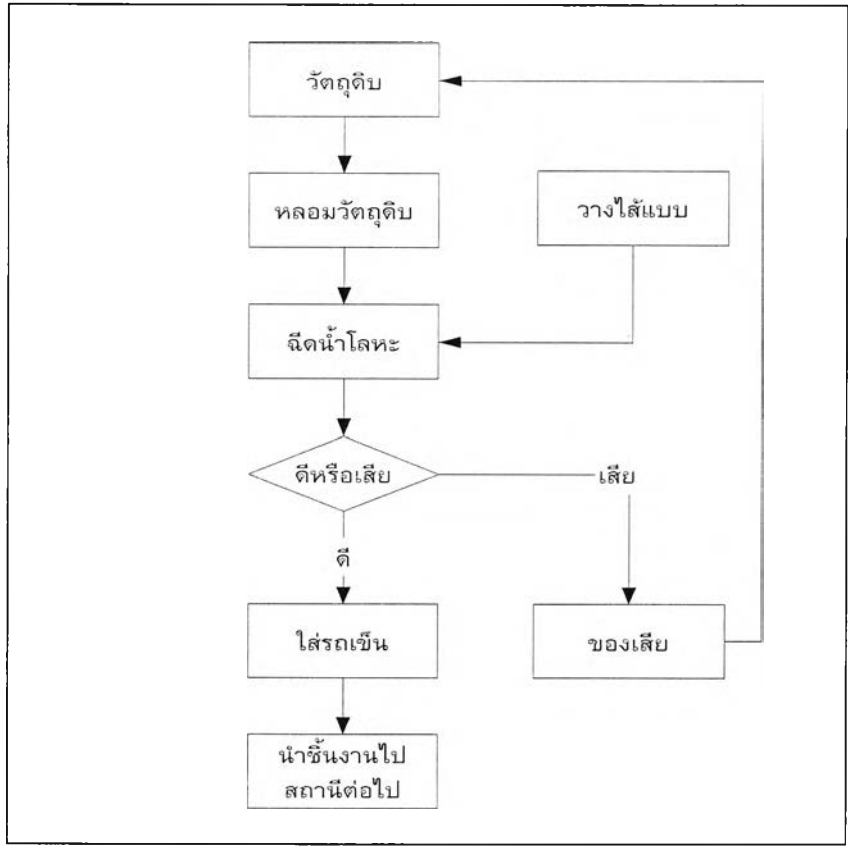 วัตถุดิบ
หลอมวัตถุดิบ
วางไส้แบบ
ฉีดน้ำโลหะ
ดีหรือเสีย
เสีย
ดี
ใส่รถเข็น
ของเสีย
นำชิ้นงานไป
สถานีต่อไป